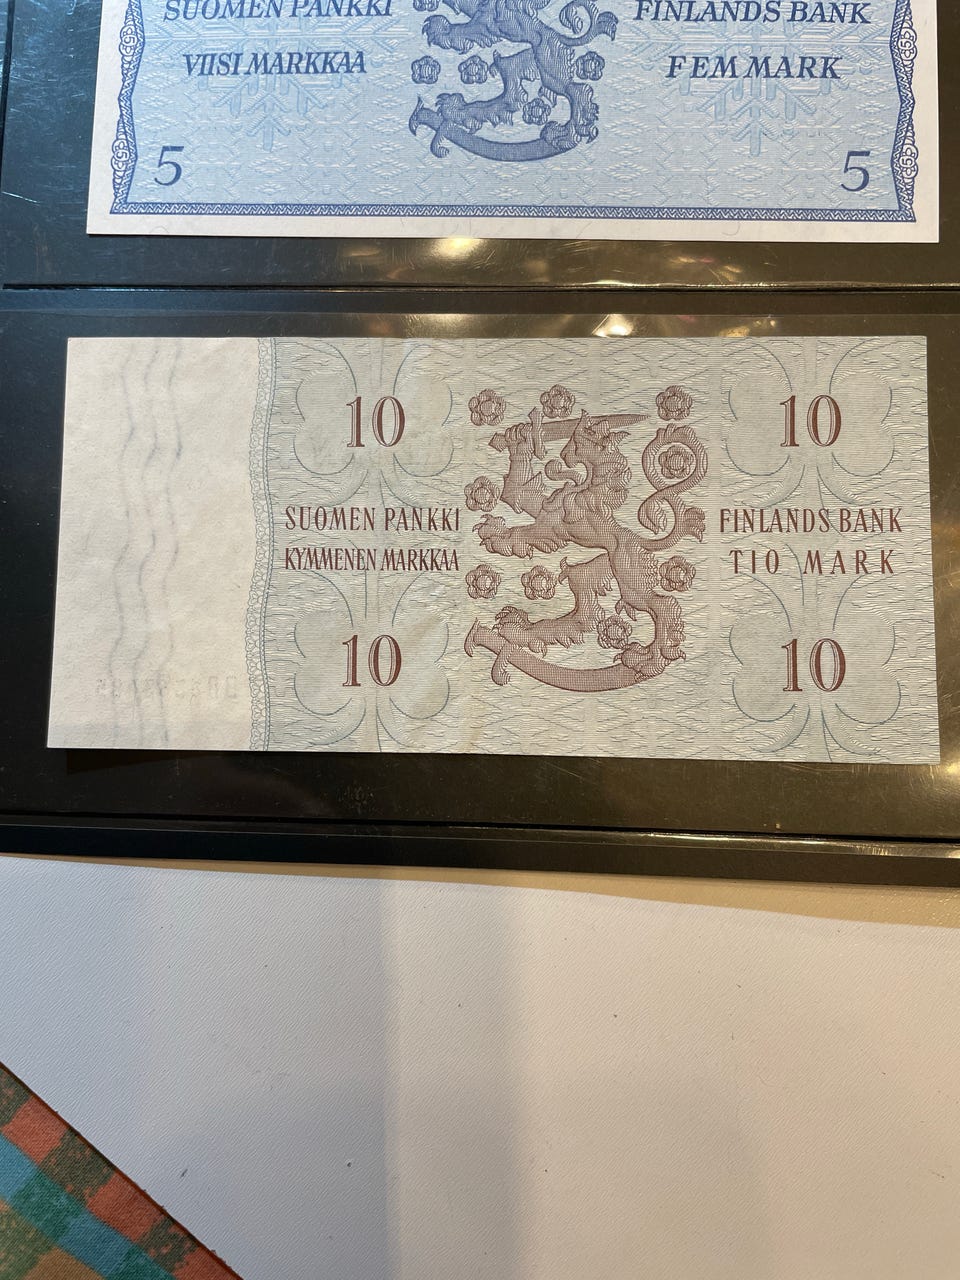 SUOMEN PANKKI
FINLANDS BANK
VIISI MARKKAA
FEM MARK
5
5
10
10
SUOMEN PANKKI
FINLANDS BANK
KYMMENEN MARKKAA
TIO MARK
10
10